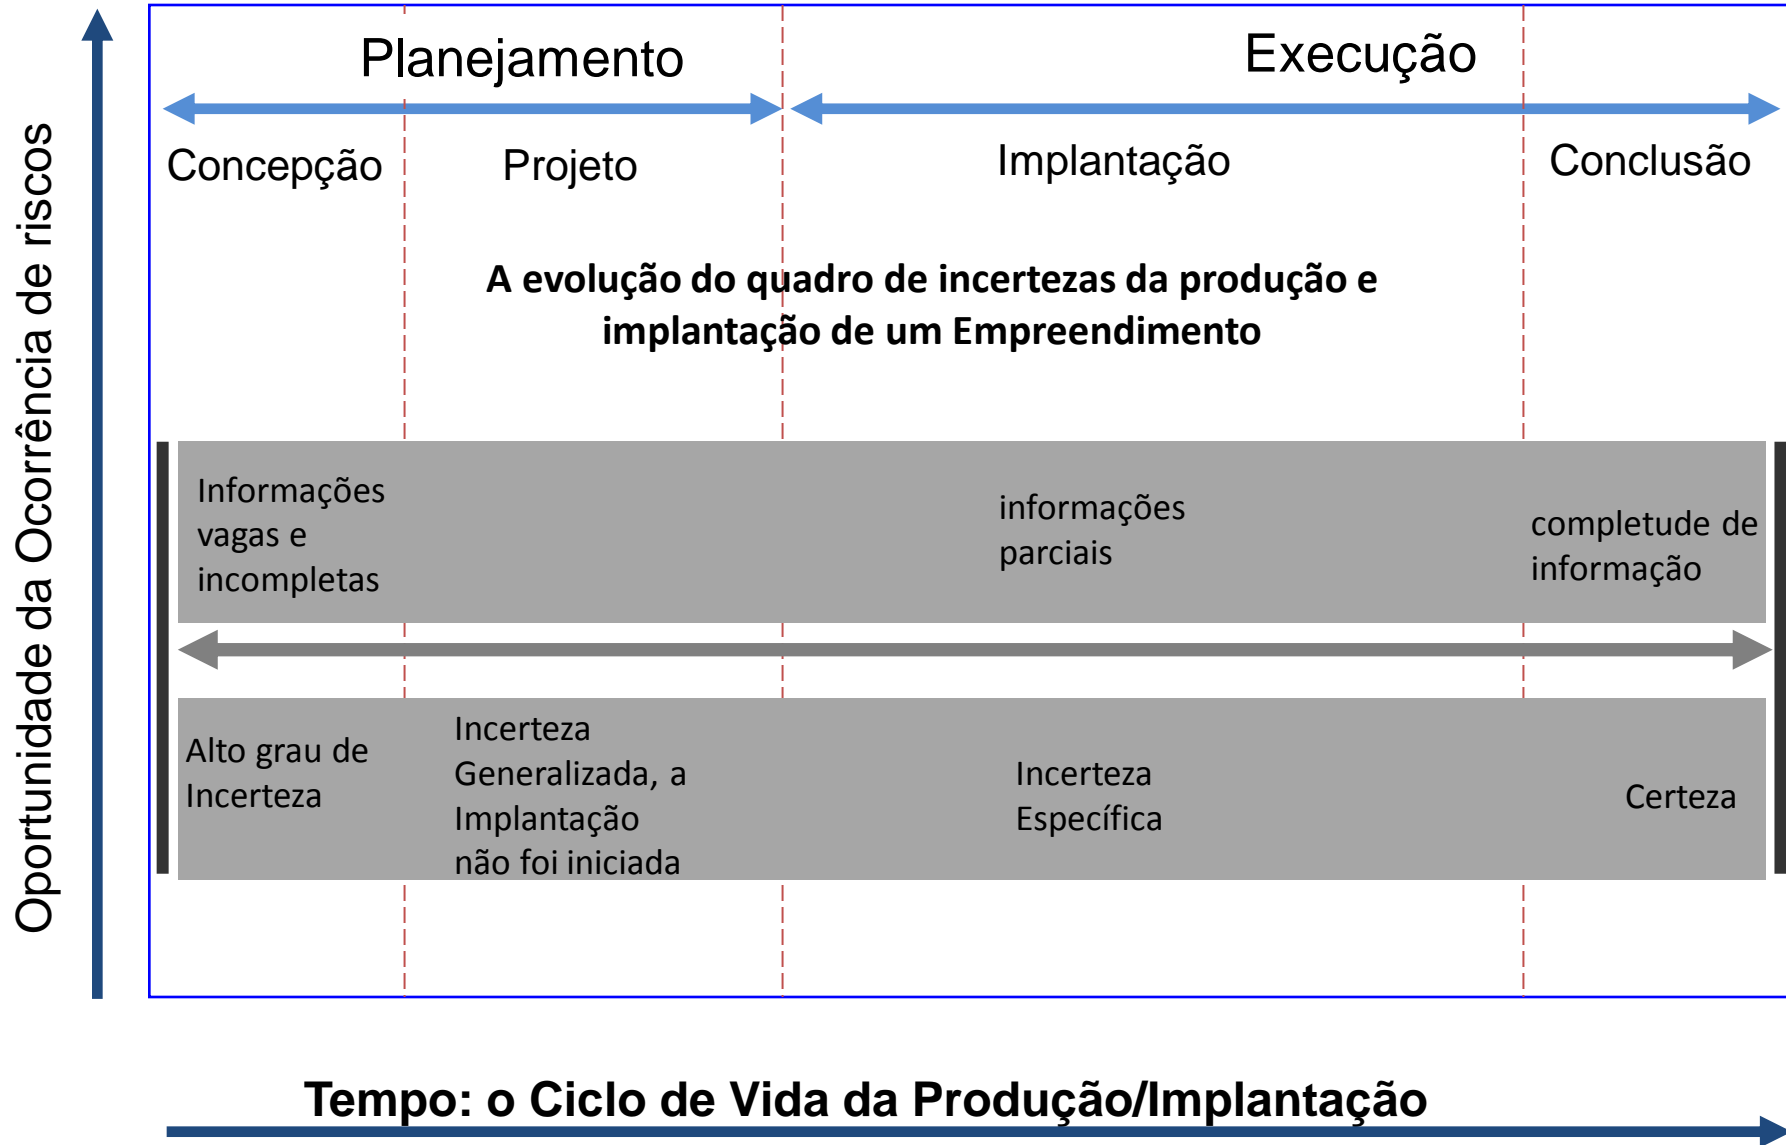 Planejamento
Execução
Concepção
Projeto
Implantação
Conclusão
Oportunidade da Ocorrência de riscos
A evolução do quadro de incertezas da produção e
implantação de um Empreendimento
Informações
vagas e
incompletas
informações
parciais
completude de
informação
Alto grau de
Incerteza
Incerteza
Generalizada, a
Implantação
não foi iniciada
Incerteza
Específica
Certeza
Tempo: o Ciclo de Vida da Produção/Implantação